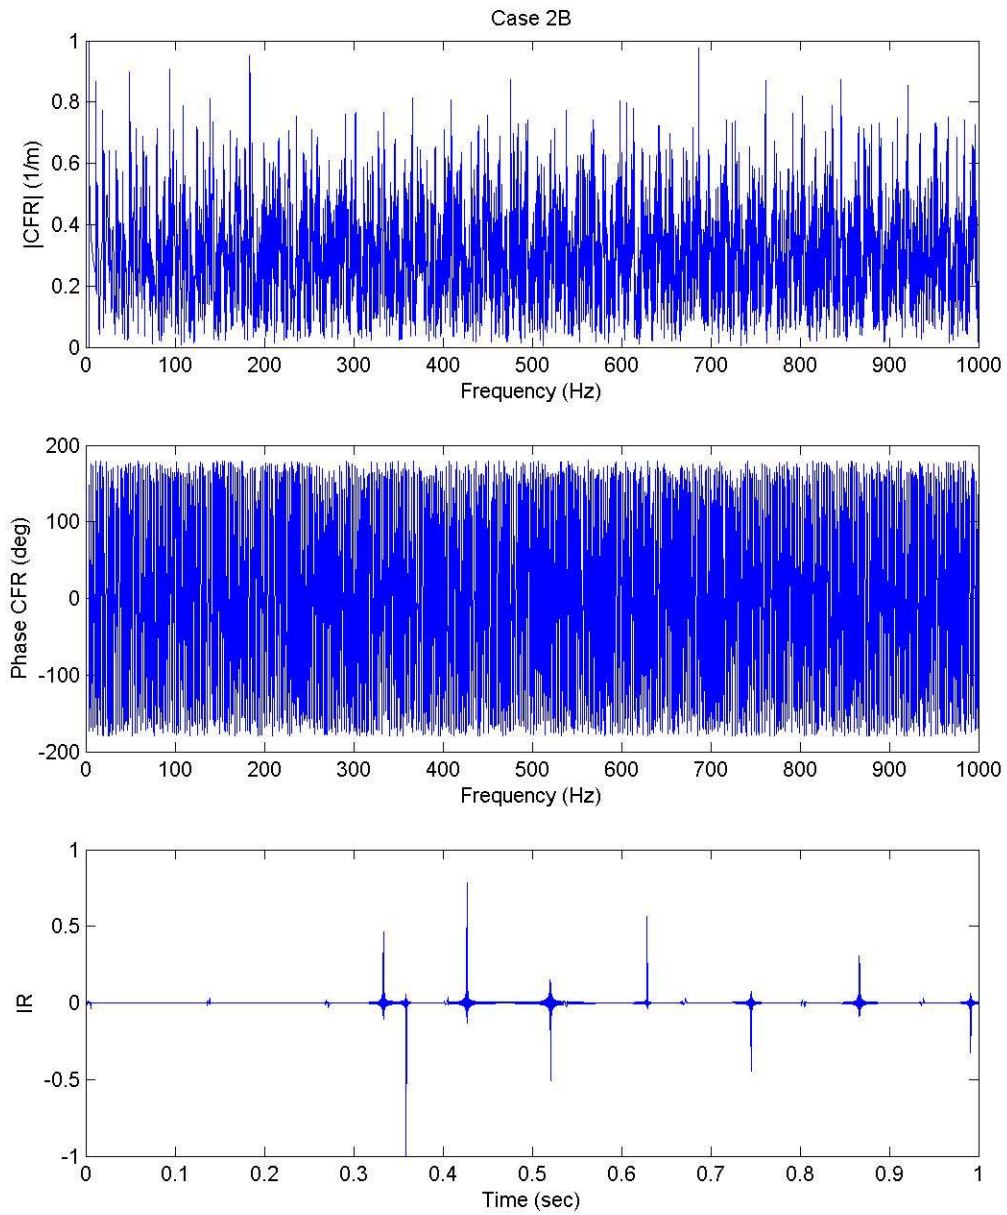 Case 2B
1
0.8
0.6
0.4
0.2
0
|CFR| (1/m)
0 100 200 300 400 500 600 700 800 900 1000
Frequency (Hz)
200
100
0
-100
-200
Phase CFR (deg)
0 100 200 300 400 500 600 700 800 900 1000
Frequency (Hz)
1
0.5
0
-0.5
-1
IR
0 0.1 0.2 0.3 0.4 0.5 0.6 0.7 0.8 0.9 1
Time (sec)